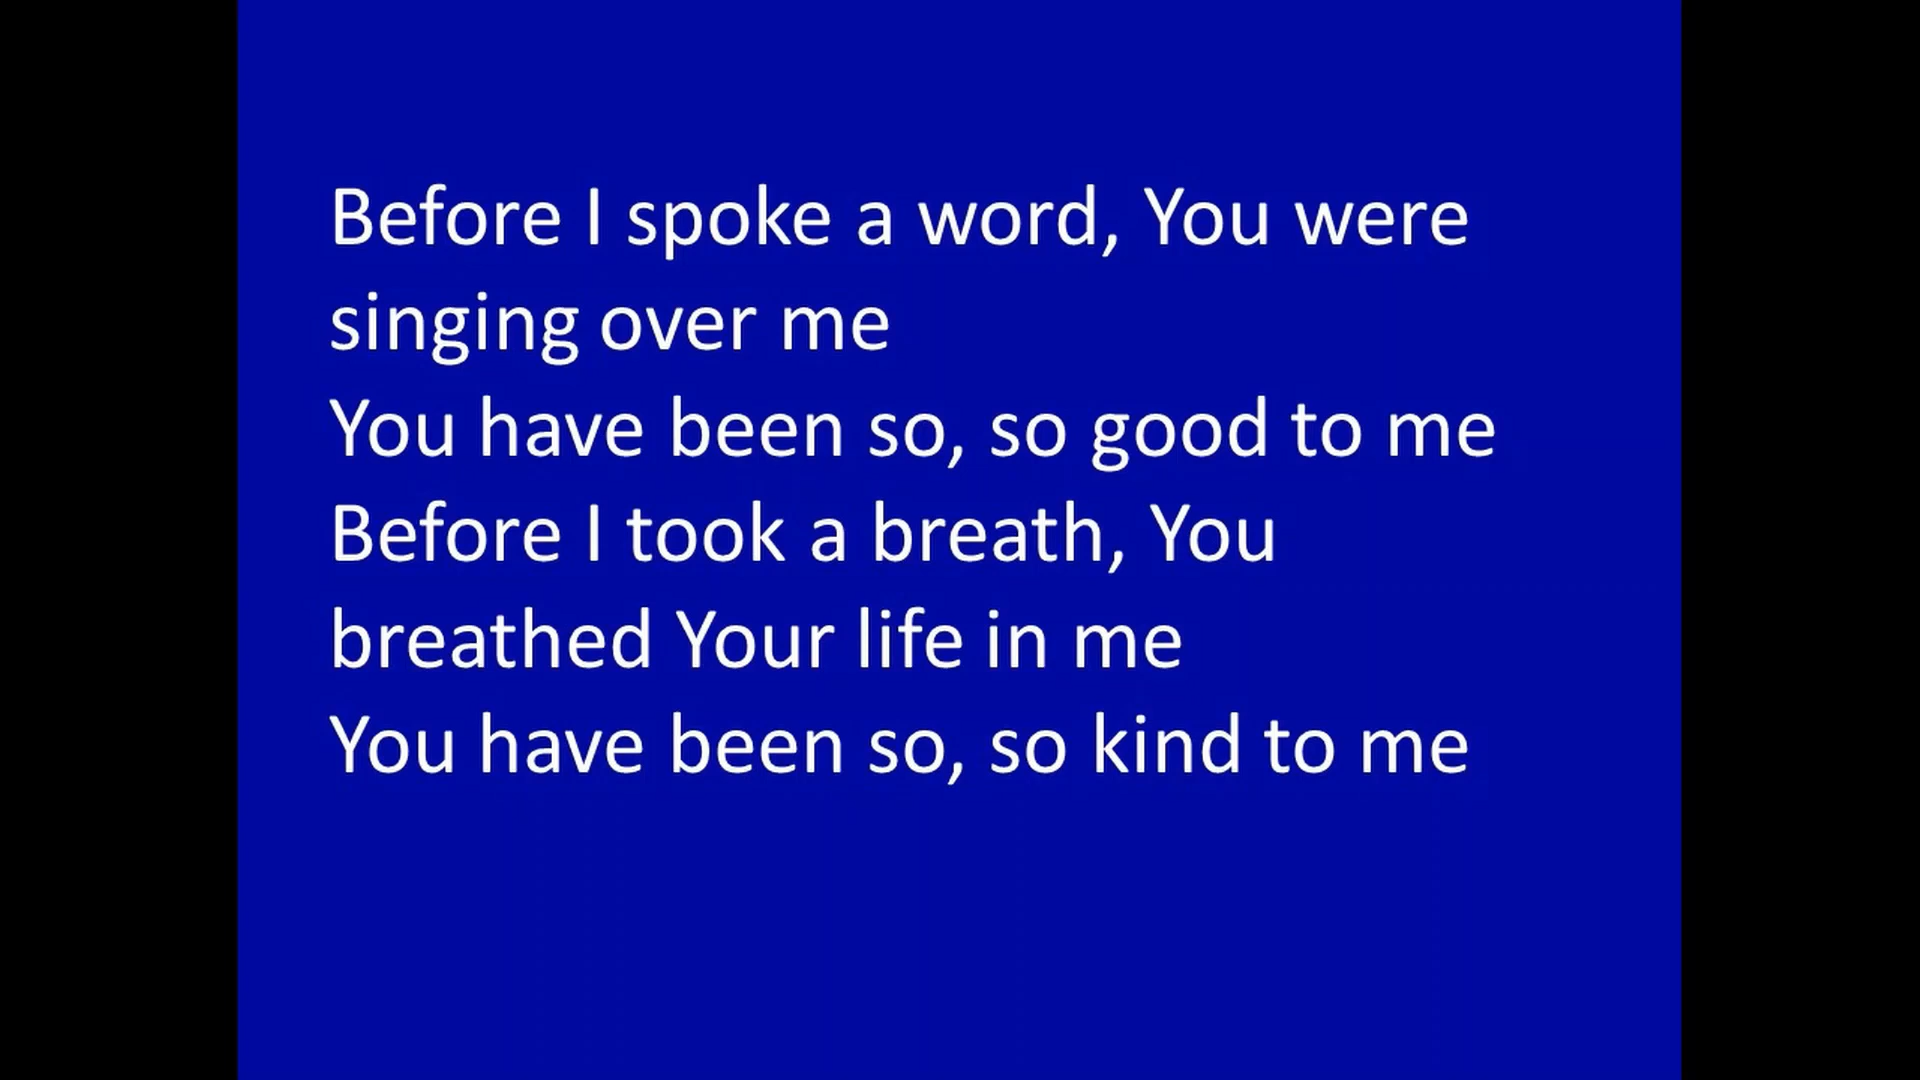 Before I spoke a word, You were
singing over me
You have been so, so good to me
Before I took a breath, You
breathed Your life in me
You have been so, so kind to me